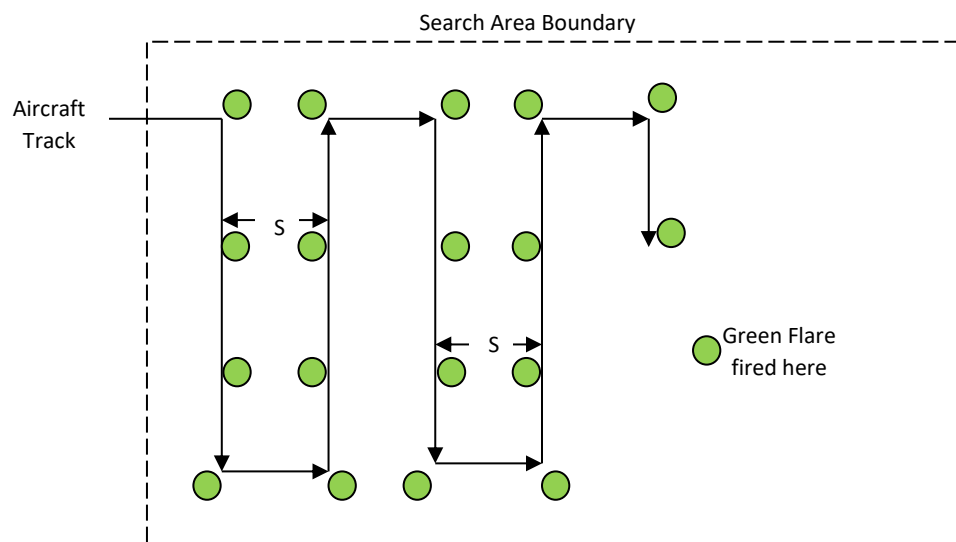 Search Area Boundary
Aircraft
Track
S
S
Green Flare
fired here